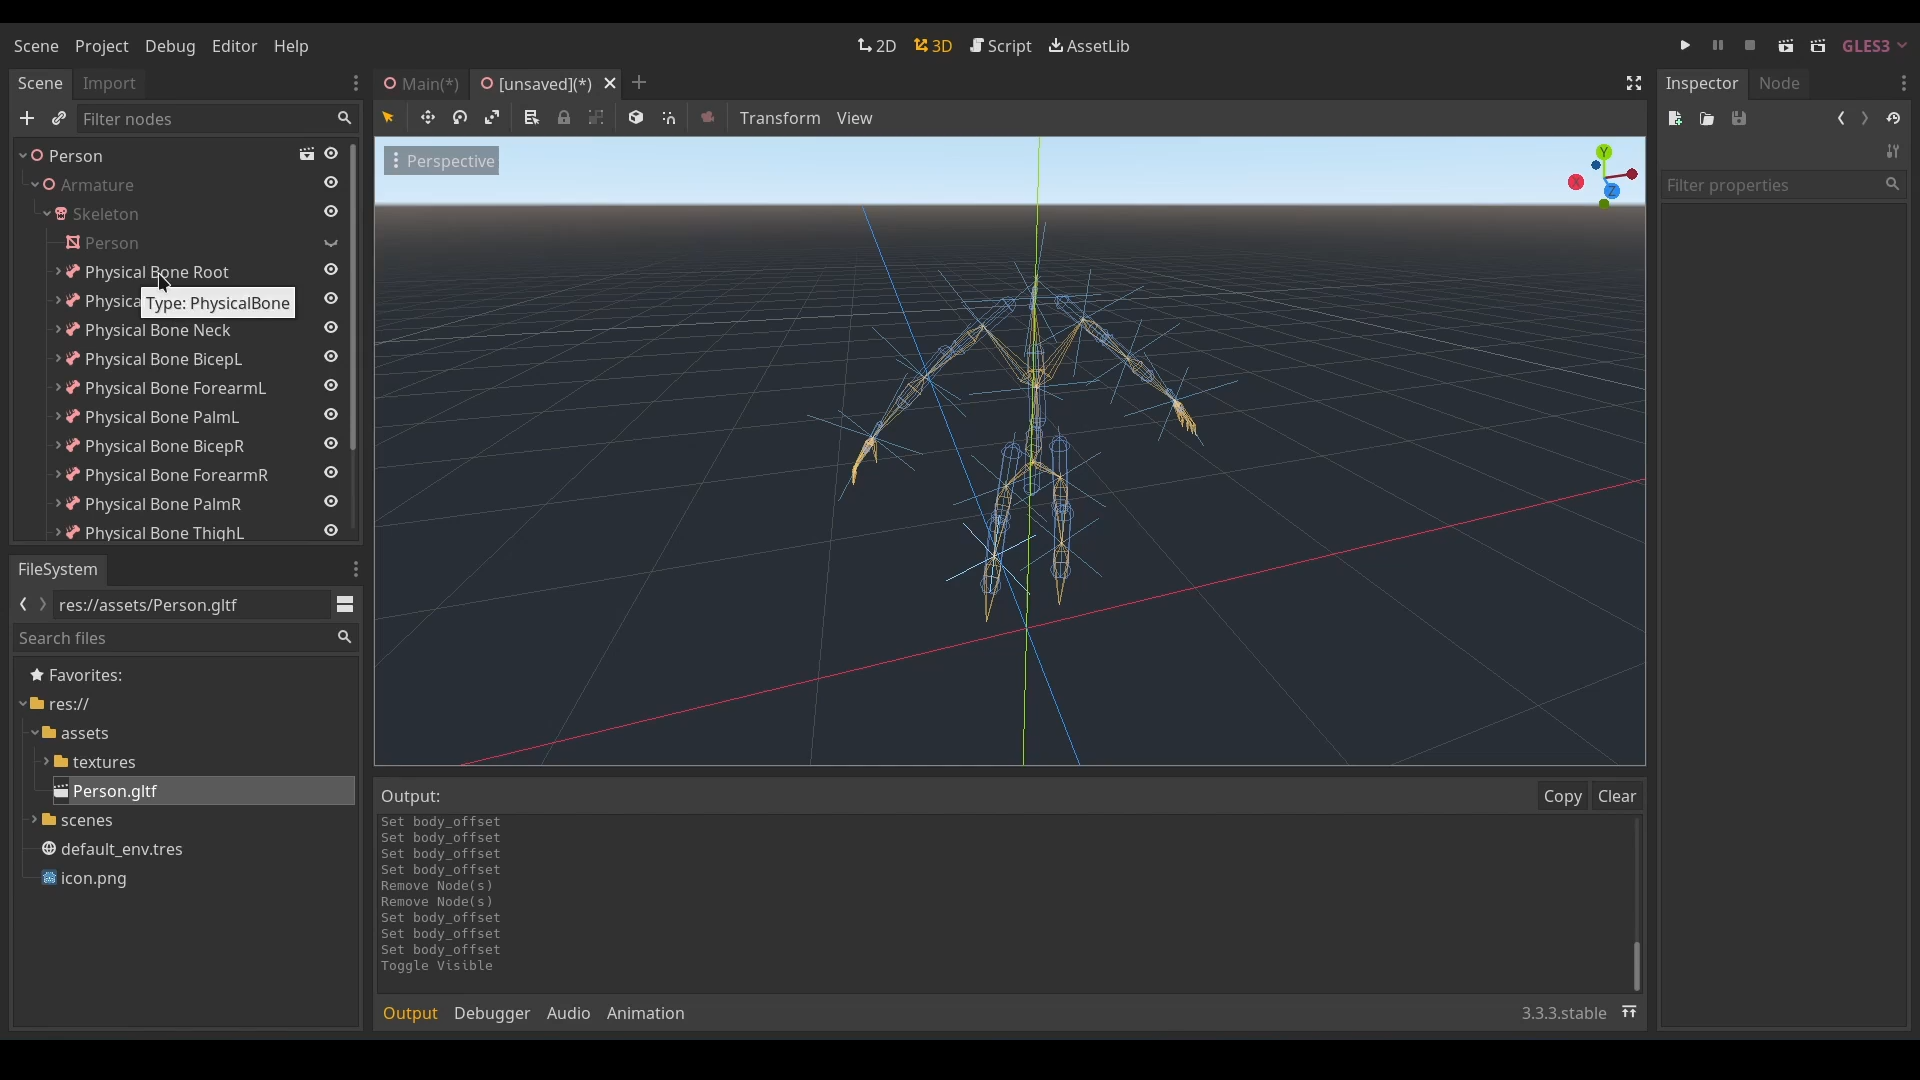 Scene Project Debug Editor Help
2D 3D Script AssetLib
GLES3
Scene Import
Main(*) [unsaved](*)
Inspector Node
Filter nodes
Transform View
Person
Armature
Skeleton
Person
Physical Bone Root
Physica
Type: PhysicalBone
Physical Bone Neck
Physical Bone BicepL
Physical Bone ForearmL
Physical Bone PalmL
Physical Bone BicepR
Physical Bone ForearmR
Physical Bone PalmR
Physical Bone ThighL
Perspective
Y
X
Z
Filter properties
FileSystem
res://assets/Person.gltf
Search files
Favorites:
res://
assets
textures
Person.gltf
scenes
default_env.tres
icon.png
Output:
Copy Clear
Set body_offset
Set body_offset
Set body_offset
Set body_offset
Remove Node(s)
Remove Node(s)
Set body_offset
Set body_offset
Set body_offset
Toggle Visible
Output Debugger Audio Animation
3.3.3.stable